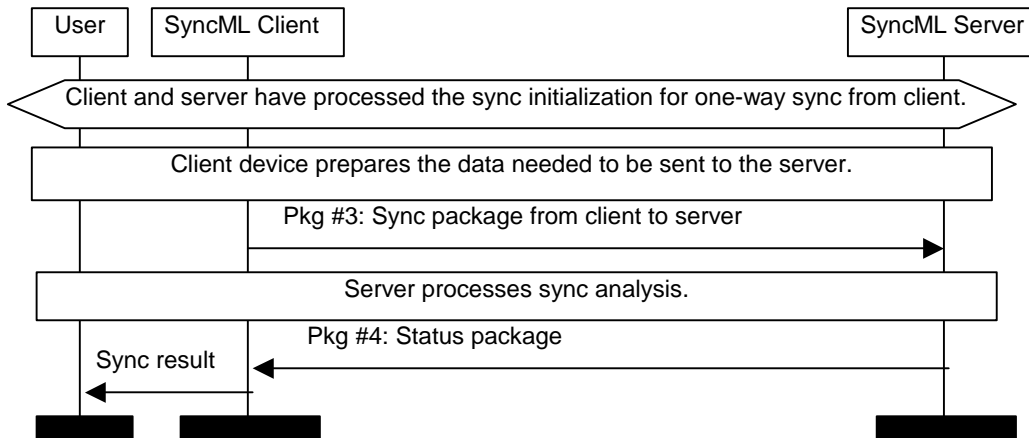 User
SyncML Client
SyncML Server
Client and server have processed the sync initialization for one-way sync from client.
Client device prepares the data needed to be sent to the server.
Pkg #3: Sync package from client to server
Server processes sync analysis.
Pkg #4: Status package
Sync result